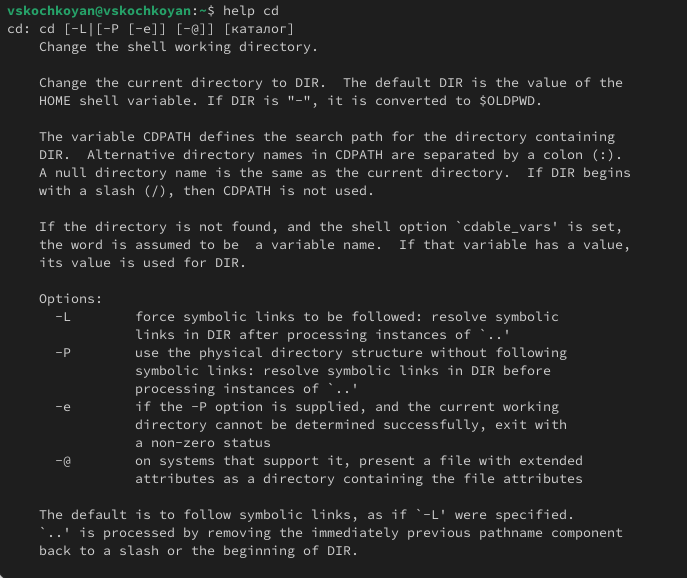 vskochkoyan@vskochkoyan:~$ help cd
cd: cd [-L|[-P [-e]] [-@]] [каталог]
    Change the shell working directory.

    Change the current directory to DIR.  The default DIR is the value of the
    HOME shell variable. If DIR is "-", it is converted to $OLDPWD.

    The variable CDPATH defines the search path for the directory containing
    DIR.  Alternative directory names in CDPATH are separated by a colon (:).
    A null directory name is the same as the current directory.  If DIR begins
    with a slash (/), then CDPATH is not used.

    If the directory is not found, and the shell option `cdable_vars' is set,
    the word is assumed to be  a variable name.  If that variable has a value,
    its value is used for DIR.

    Options:
      -L        force symbolic links to be followed: resolve symbolic
                links in DIR after processing instances of `..'
      -P        use the physical directory structure without following
                symbolic links: resolve symbolic links in DIR before
                processing instances of `..'
      -e        if the -P option is supplied, and the current working
                directory cannot be determined successfully, exit with
                a non-zero status
      -@        on systems that support it, present a file with extended
                attributes as a directory containing the file attributes

    The default is to follow symbolic links, as if `-L' were specified.
    `..' is processed by removing the immediately previous pathname component
    back to a slash or the beginning of DIR.